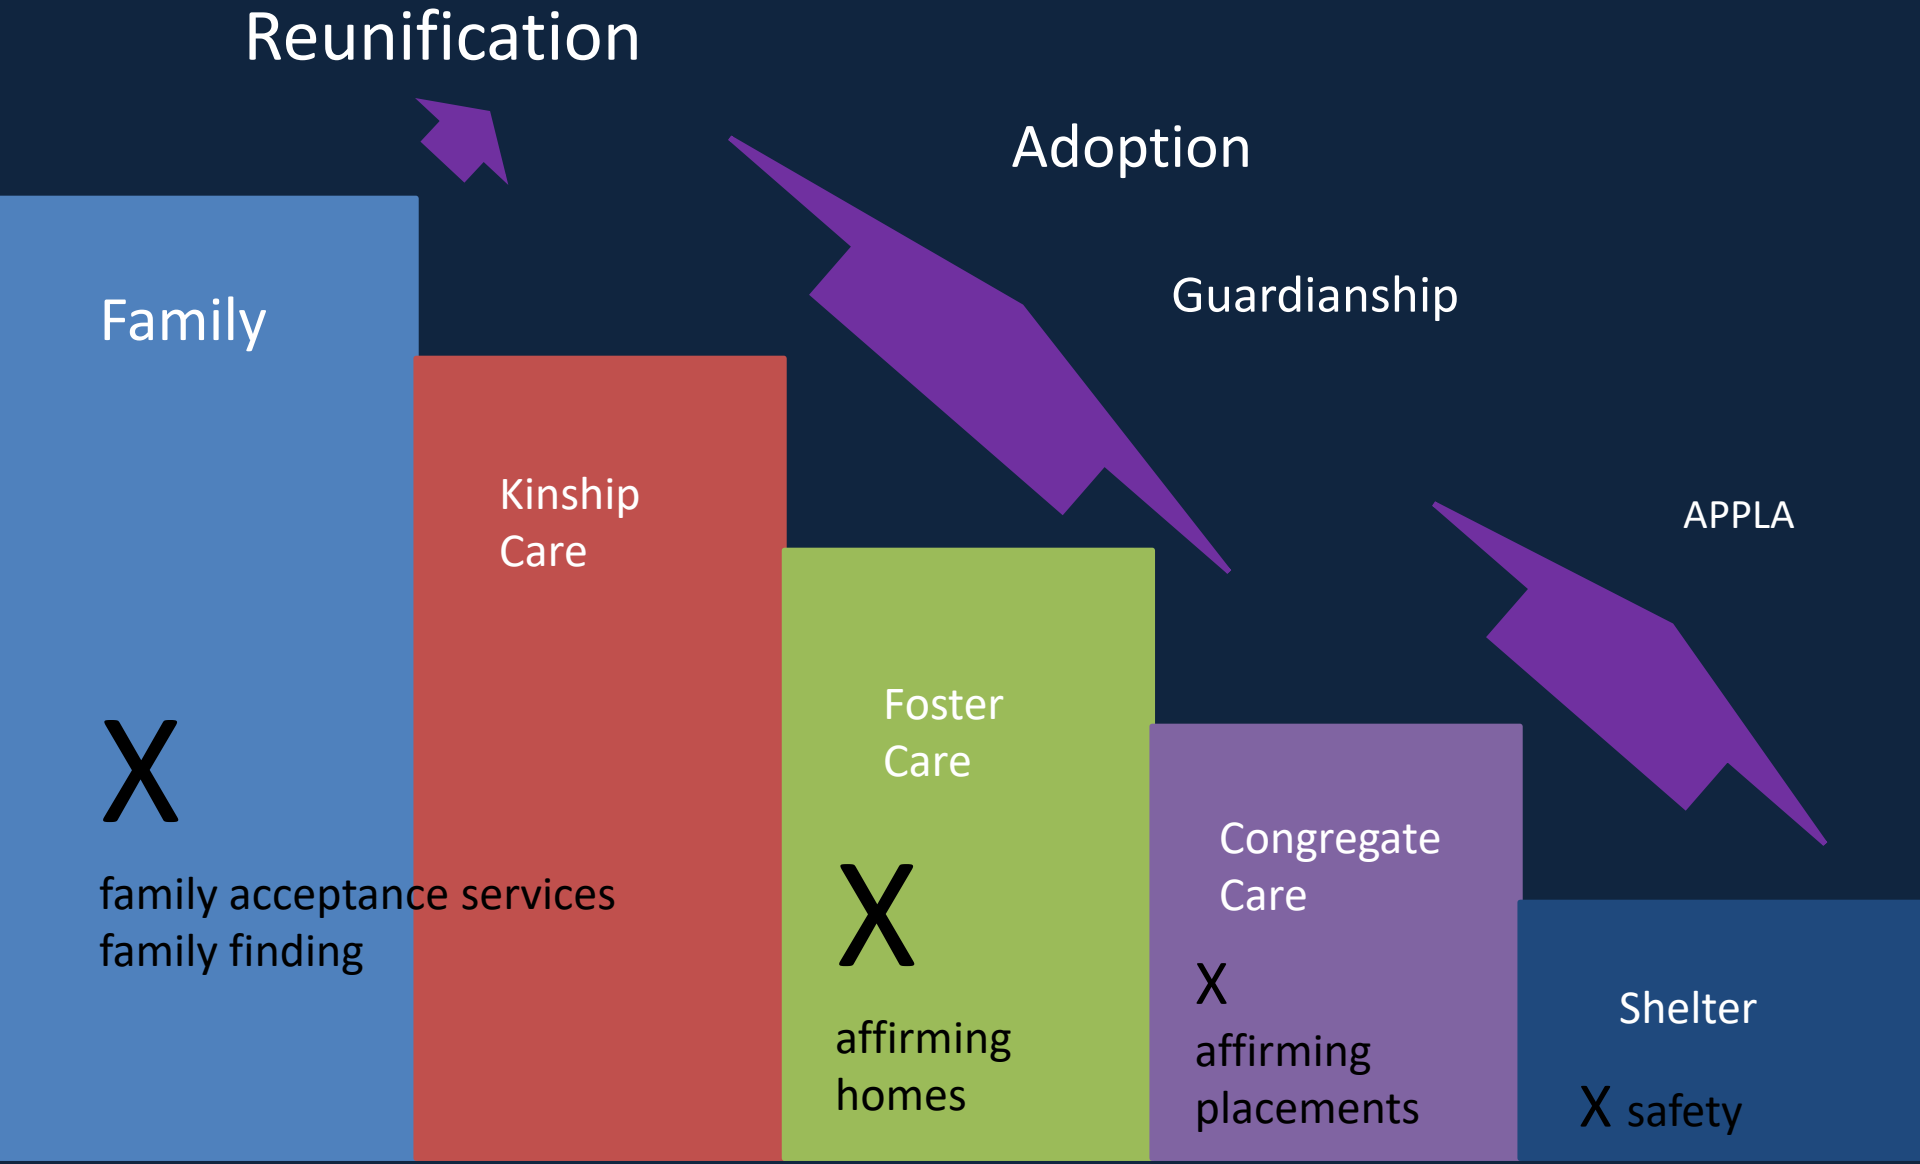 Reunification
Adoption
Guardianship
APPLA
Family
X
family acceptance services
family finding
Kinship
Care
Foster
Care
X
affirming
homes
Congregate
Care
X
affirming
placements
Shelter
X safety